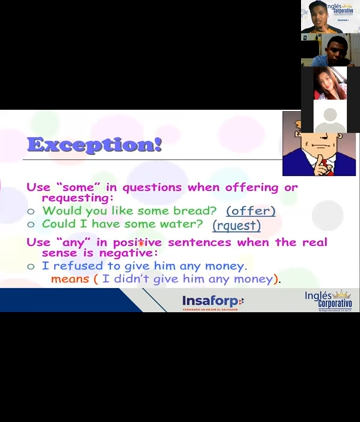 Inglés
Corporativo
Exception!
Use "some" in questions when offering or
requesting:
Would you like some bread? (offer)
Could I have some water? (rquest)
Use "any" in positive sentences when the real
sense is negative:
I refused to give him any money.
means ( I didn't give him any money).
Insaforp
Inglés
Corporativo